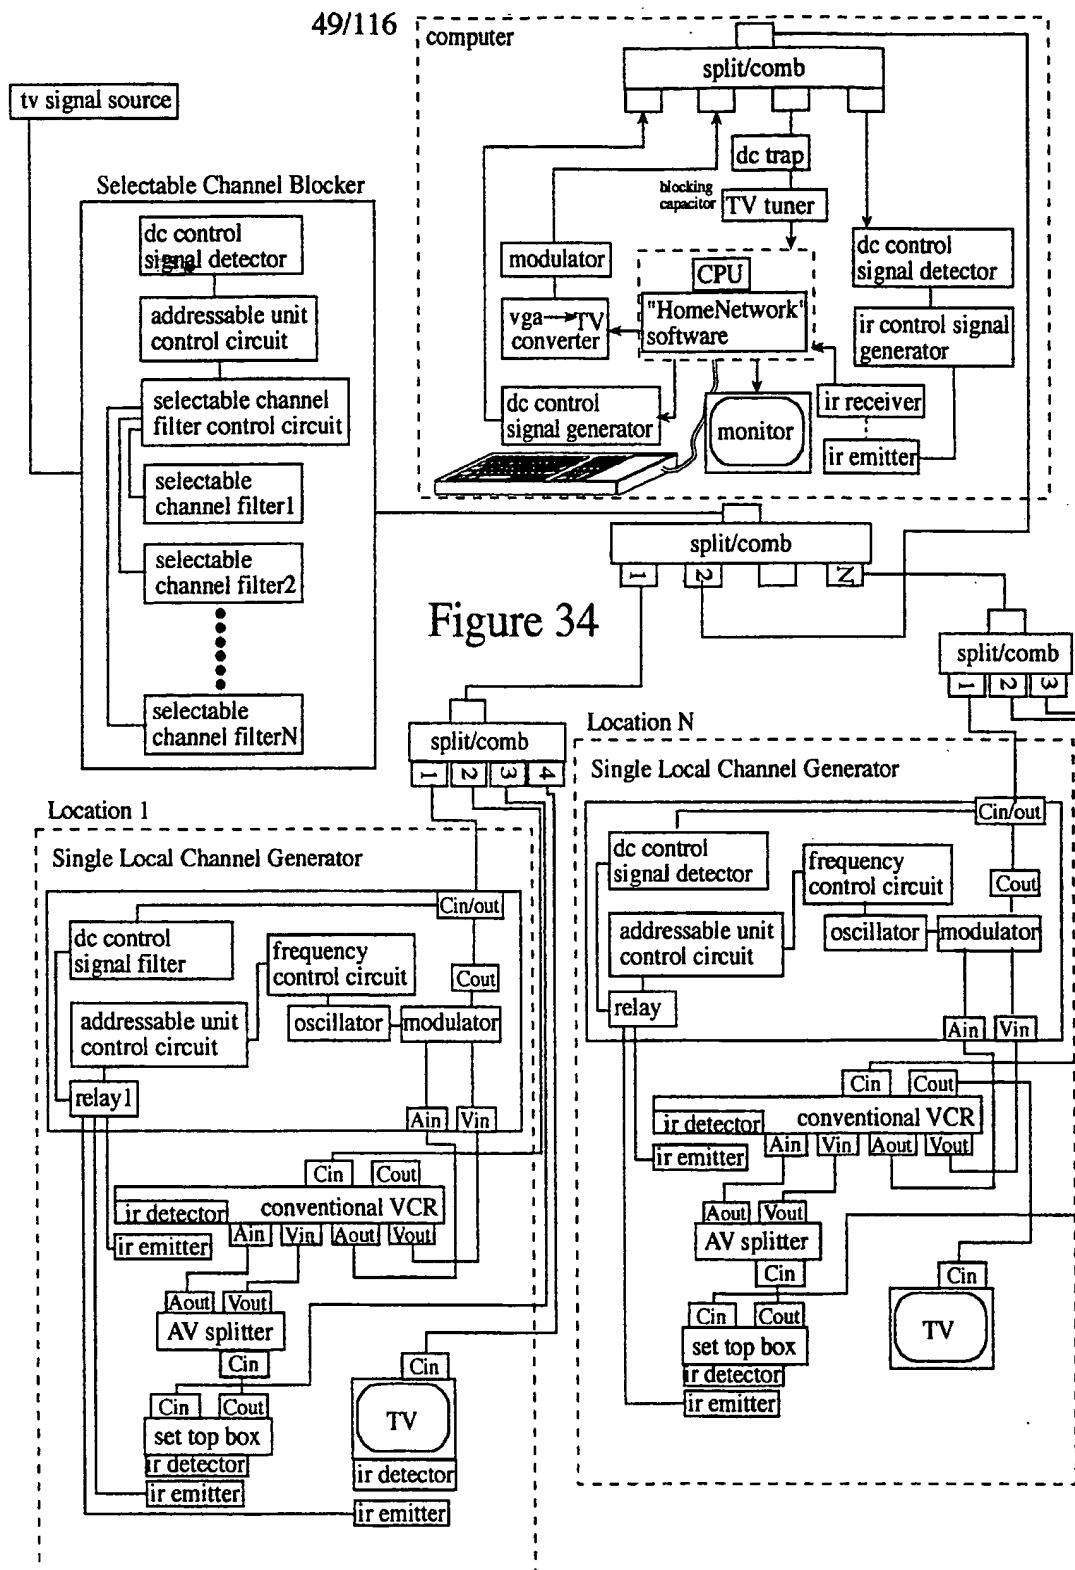 49/116
computer
split/comb
tv signal source
dc trap
blocking
capacitor
TV tuner
Selectable Channel Blocker
dc control
signal detector
modulator
CPU
dc control
signal detector
addressable unit
control circuit
vga→TV
converter
"HomeNetwork"
software
ir control signal
generator
selectable channel
filter control circuit
dc control
signal generator
monitor
ir receiver
ir emitter
selectable
channel filter1
split/comb
1
2
N
selectable
channel filter2
Figure 34
split/comb
1
2
3
selectable
channel filterN
split/comb
1
2
3
4
Location N
Single Local Channel Generator
Cin/out
dc control
signal detector
frequency
control circuit
Cout
addressable unit
control circuit
oscillator
modulator
relay
Ain
Vin
Cin
Cout
ir detector
conventional VCR
ir emitter
Ain
Vin
Aout
Vout
Aout
Vout
AV splitter
Cin
Cin
Cout
set top box
ir detector
ir emitter
Cin
TV
Location 1
Single Local Channel Generator
Cin/out
dc control
signal filter
frequency
control circuit
Cout
addressable unit
control circuit
oscillator
modulator
relay1
Ain
Vin
Cin
Cout
ir detector
conventional VCR
ir emitter
Ain
Vin
Aout
Vout
Aout
Vout
AV splitter
Cin
Cin
Cout
set top box
ir detector
ir emitter
Cin
TV
ir detector
ir emitter